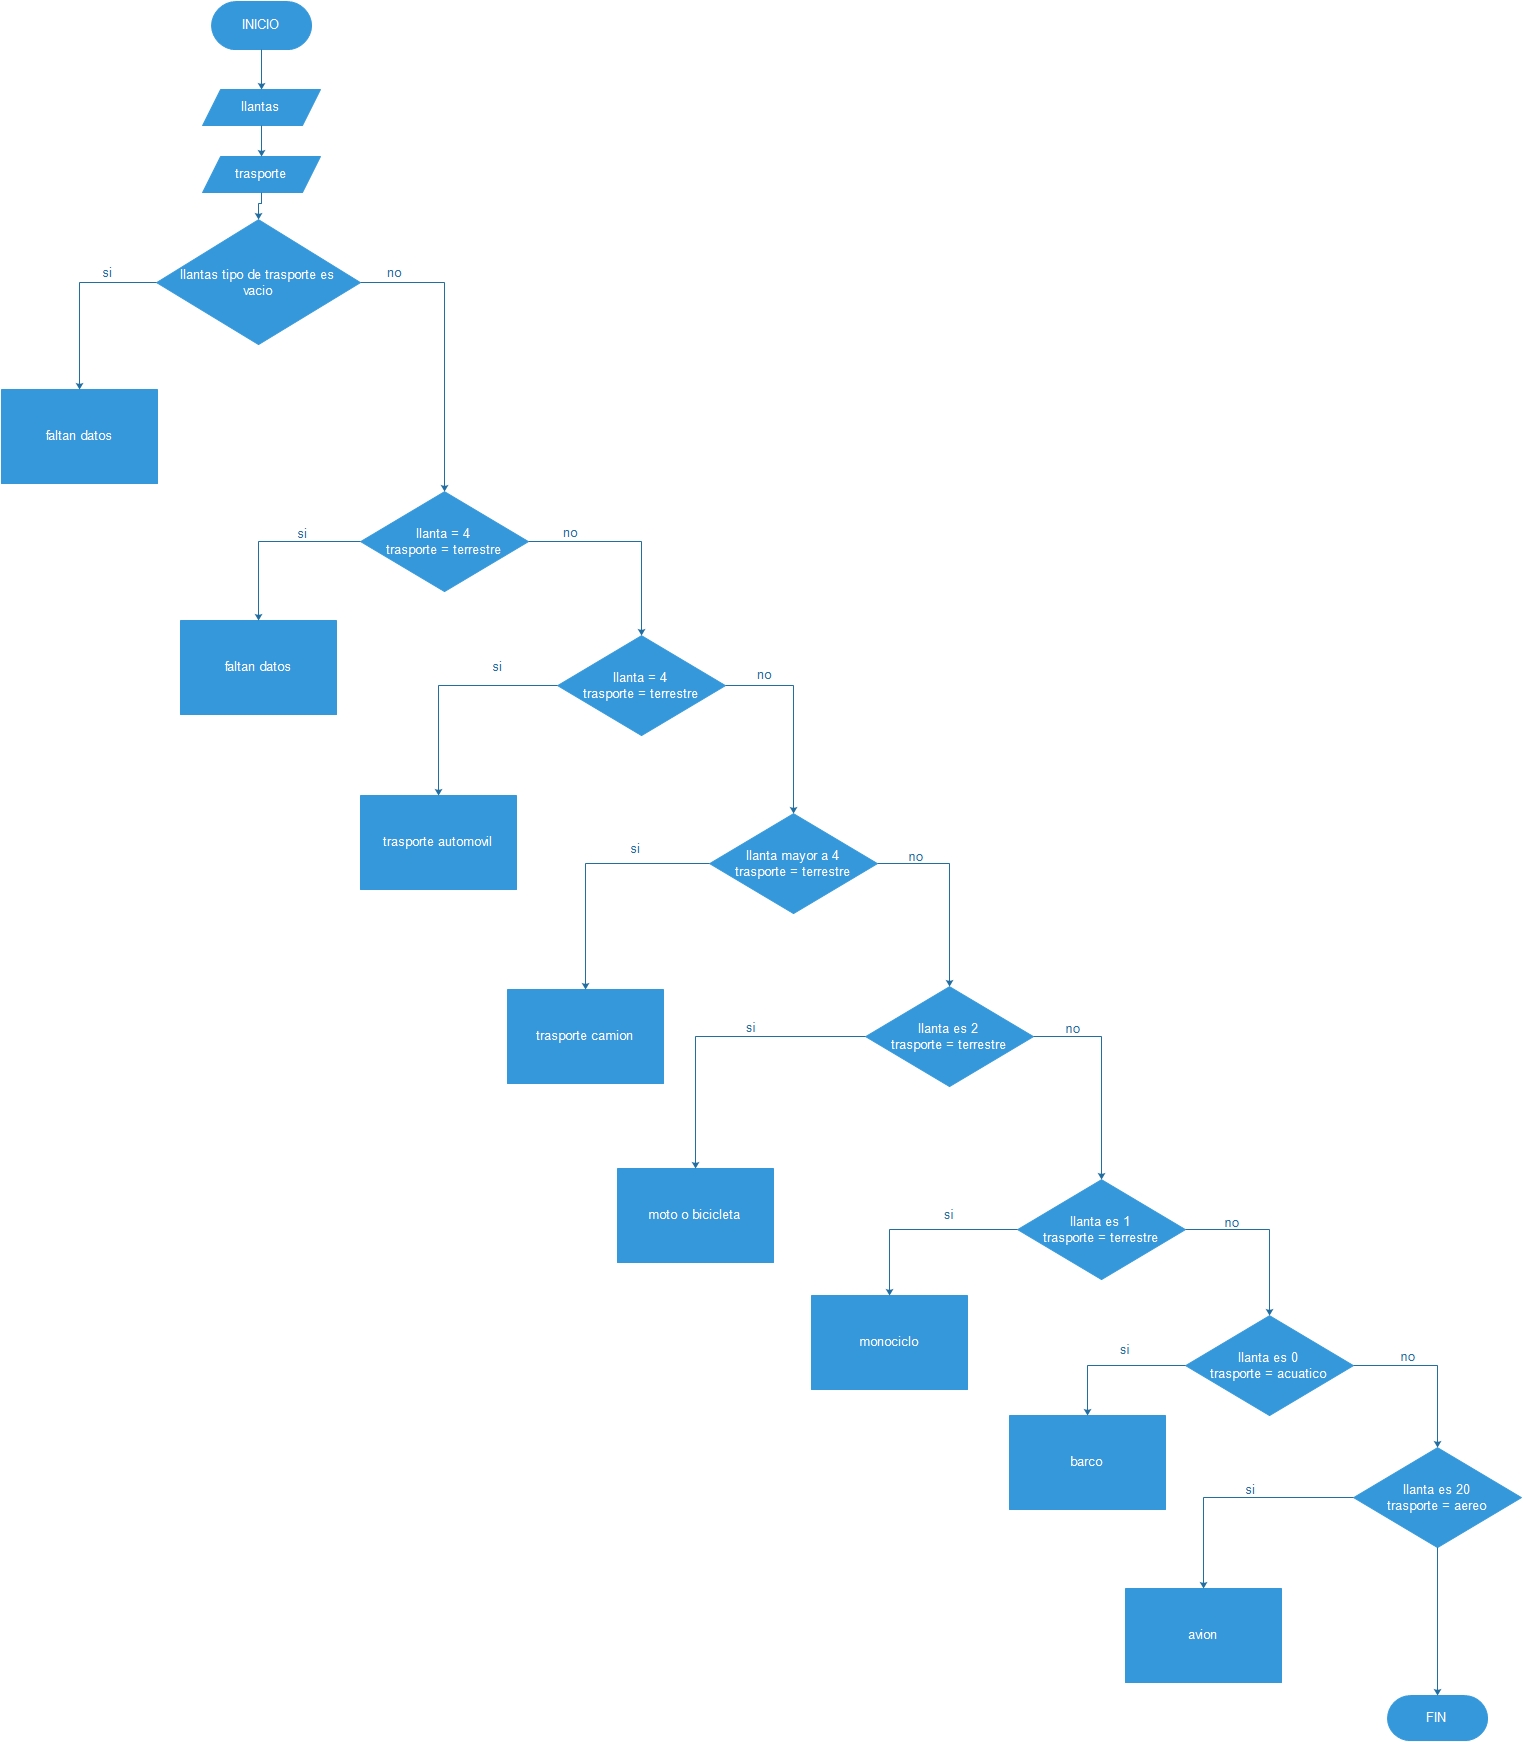 INICIO
llantas
trasporte
llantas tipo de trasporte es
vacio
si
no
faltan datos
llanta = 4
trasporte = terrestre
si
no
faltan datos
llanta = 4
trasporte = terrestre
si
no
trasporte automovil
llanta mayor a 4
trasporte = terrestre
si
no
trasporte camion
llanta es 2
trasporte = terrestre
si
no
moto o bicicleta
llanta es 1
trasporte = terrestre
si
no
monociclo
llanta es 0
trasporte = acuatico
si
no
barco
llanta es 20
trasporte = aereo
si
avion
FIN